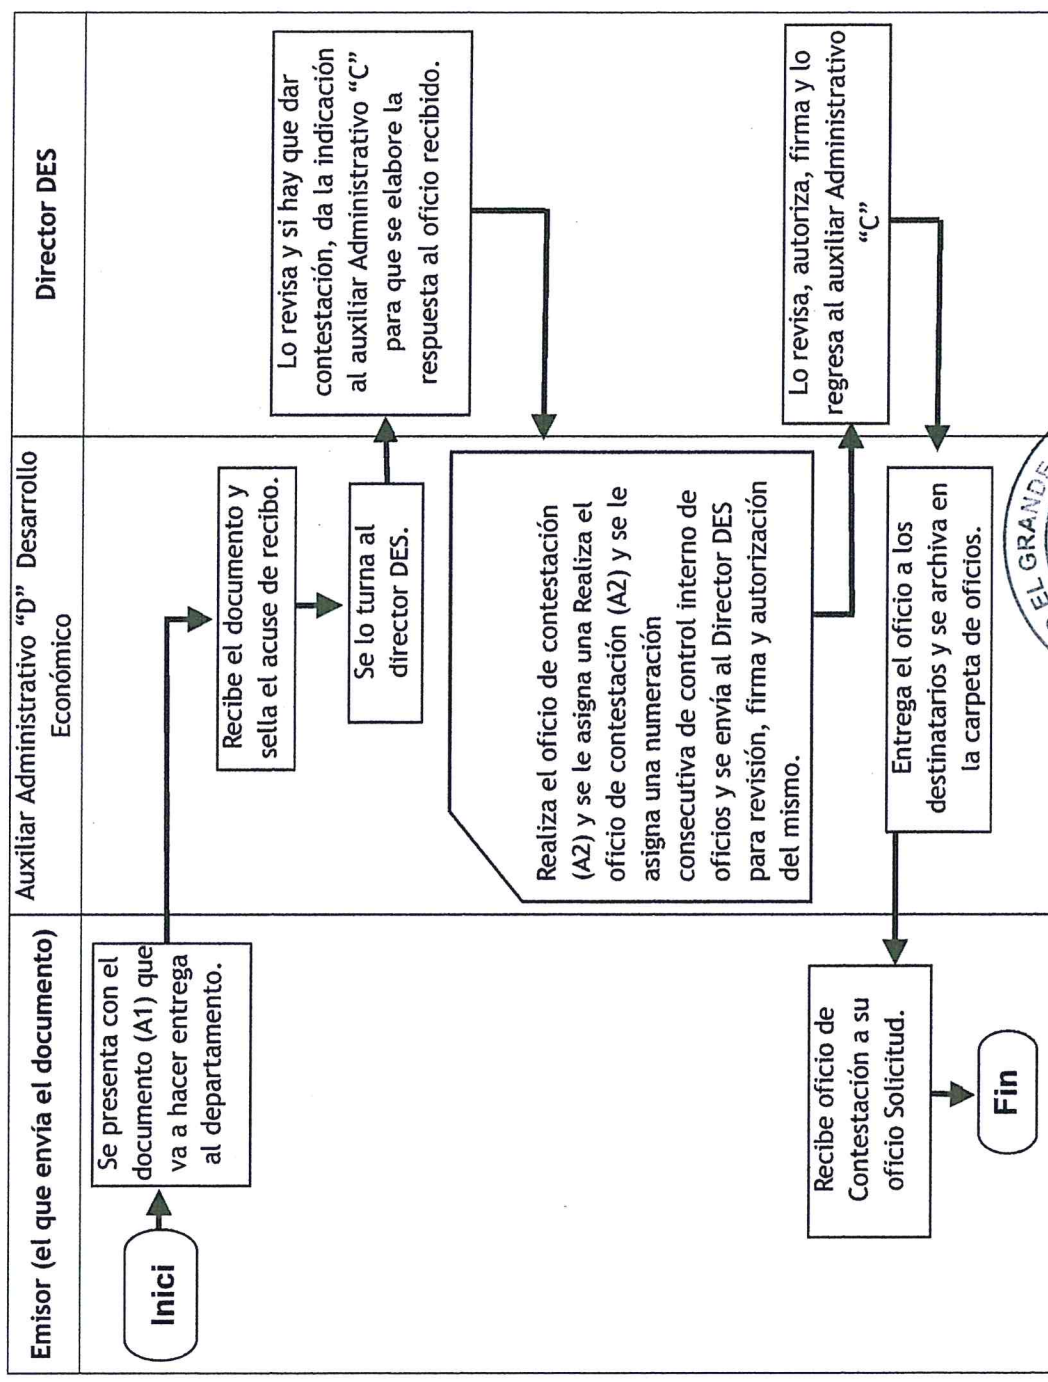 Emisor (el que envía el documento)
Auxiliar Administrativo “D” Desarrollo
Económico
Director DES
Inici
Se presenta con el
documento (A1) que
va a hacer entrega
al departamento.
Recibe el documento y
sella el acuse de recibo.
Se lo turna al
director DES.
Lo revisa y si hay que dar
contestación, da la indicación
al auxiliar Administrativo “C”
para que se elabore la
respuesta al oficio recibido.
Realiza el oficio de contestación
(A2) y se le asigna una Realiza el
oficio de contestación (A2) y se le
asigna una numeración
consecutiva de control interno de
oficios y se envía al Director DES
para revisión, firma y autorización
del mismo.
Lo revisa, autoriza, firma y lo
regresa al auxiliar Administrativo
“C”
Entrega el oficio a los
destinatarios y se archiva en
la carpeta de oficios.
Recibe oficio de
Contestación a su
oficio Solicitud.
Fin
EL GRANDE